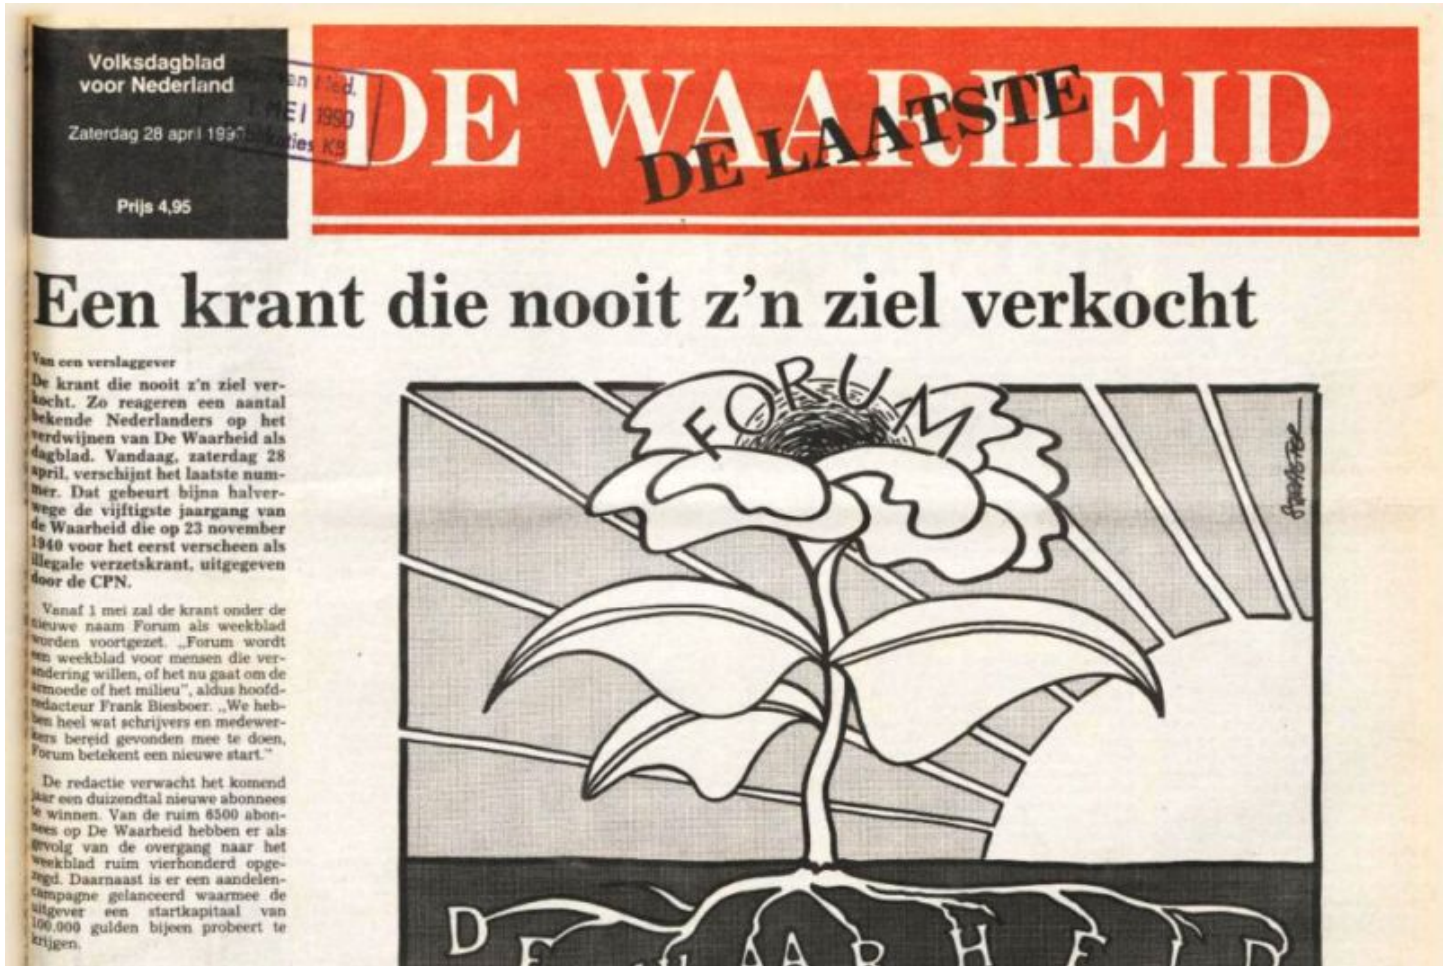 Volksdagblad
voor Nederland
Zaterdag 28 april 1990
Prijs 4,95
1 MEI 1990
DE WAARHEID
DE LAATSTE
Een krant die nooit z'n ziel verkocht
Van een verslaggever
De krant die nooit z'n ziel ver-
kocht. Zo reageren een aantal
bekende Nederlanders op het
verdwijnen van De Waarheid als
dagblad. Vandaag, zaterdag 28
april, verschijnt het laatste num-
mer. Dat gebeurt bijna halver-
wege de vijftigste jaargang van
de Waarheid die op 23 november
1940 voor het eerst verscheen als
illegale verzetskrant, uitgegeven
door de CPN.
Vanaf 1 mei zal de krant onder de
nieuwe naam Forum als weekblad
worden voortgezet. „Forum wordt
een weekblad voor mensen die ver-
andering willen, of het nu gaat om de
armoede of het milieu”, aldus hoofd-
redacteur Frank Biesboer. „We heb-
ben heel wat schrijvers en medewer-
kers bereid gevonden mee te doen,
Forum betekent een nieuwe start.”
De redactie verwacht het komend
jaar een duizendtal nieuwe abonnees
te winnen. Van de ruim 6500 abon-
nees op De Waarheid hebben er als
gevolg van de overgang naar het
weekblad ruim vierhonderd opge-
zegd. Daarnaast is er een aandelen-
campagne gelanceerd waarmee de
uitgever een startkapitaal van
100.000 gulden bijeen probeert te
krijgen.
FORUM
DE WAARHEID